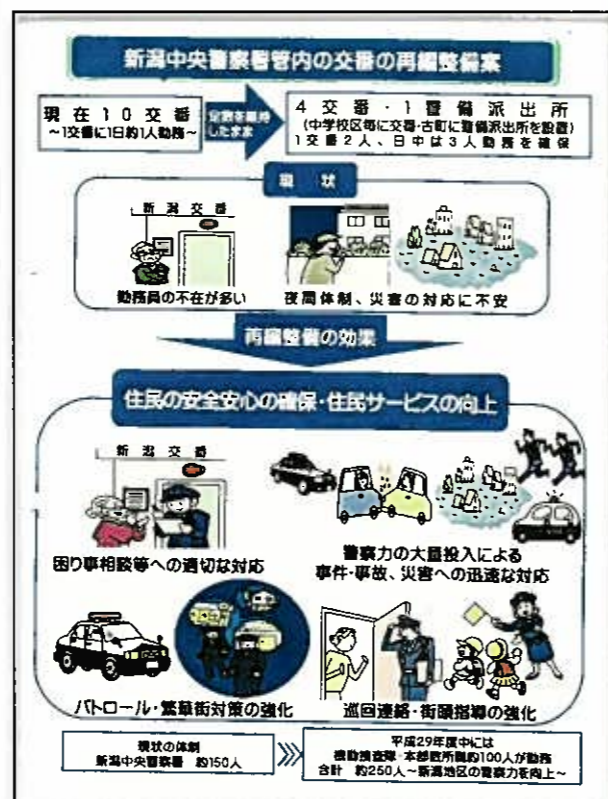 新潟中央警察署管内の交番の再編整備案
現在10交番
~1交番に1日約1人勤務~
定数を維持
したまま
4交番・1警備派出所
(中学校区毎に交番・古町に警備派出所を設置)
1交番2人、日中は3人勤務を確保
現状
新潟交番
勤務員の不在が多い
夜間体制、災害の対応に不安
再編整備の効果
住民の安全安心の確保・住民サービスの向上
新潟交番
困り事相談等への適切な対応
警察力の大量投入による
事件・事故、災害への迅速な対応
パトロール・繁華街対策の強化
巡回連絡・街頭指導の強化
現状の体制
新潟中央警察署 約150人
平成29年度中には
機動捜査隊・本部数所属約100人が勤務
合計 約250人~新潟地区の警察力を向上~